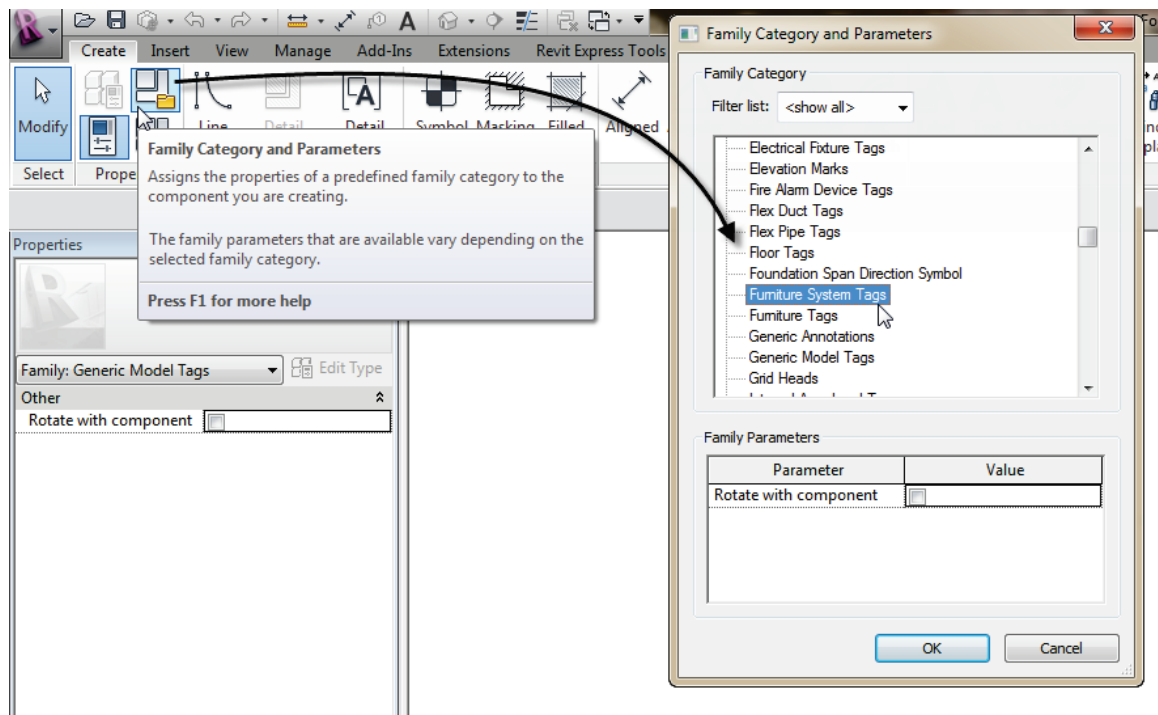 Create Insert View Manage Add-Ins Extensions Revit Express Tools
Modify
Line Detail Detail Symbol Masking Filled Aligned
Select Prope
Family Category and Parameters
Assigns the properties of a predefined family category to the
component you are creating.
The family parameters that are available vary depending on the
selected family category.
Press F1 for more help
Properties
Family: Generic Model Tags
Edit Type
Other
Rotate with component
Family Category and Parameters
Family Category
Filter list: <show all>
Electrical Fixture Tags
Elevation Marks
Fire Alarm Device Tags
Flex Duct Tags
Flex Pipe Tags
Floor Tags
Foundation Span Direction Symbol
Furniture System Tags
Furniture Tags
Generic Annotations
Generic Model Tags
Grid Heads
Family Parameters
Parameter Value
Rotate with component
OK Cancel